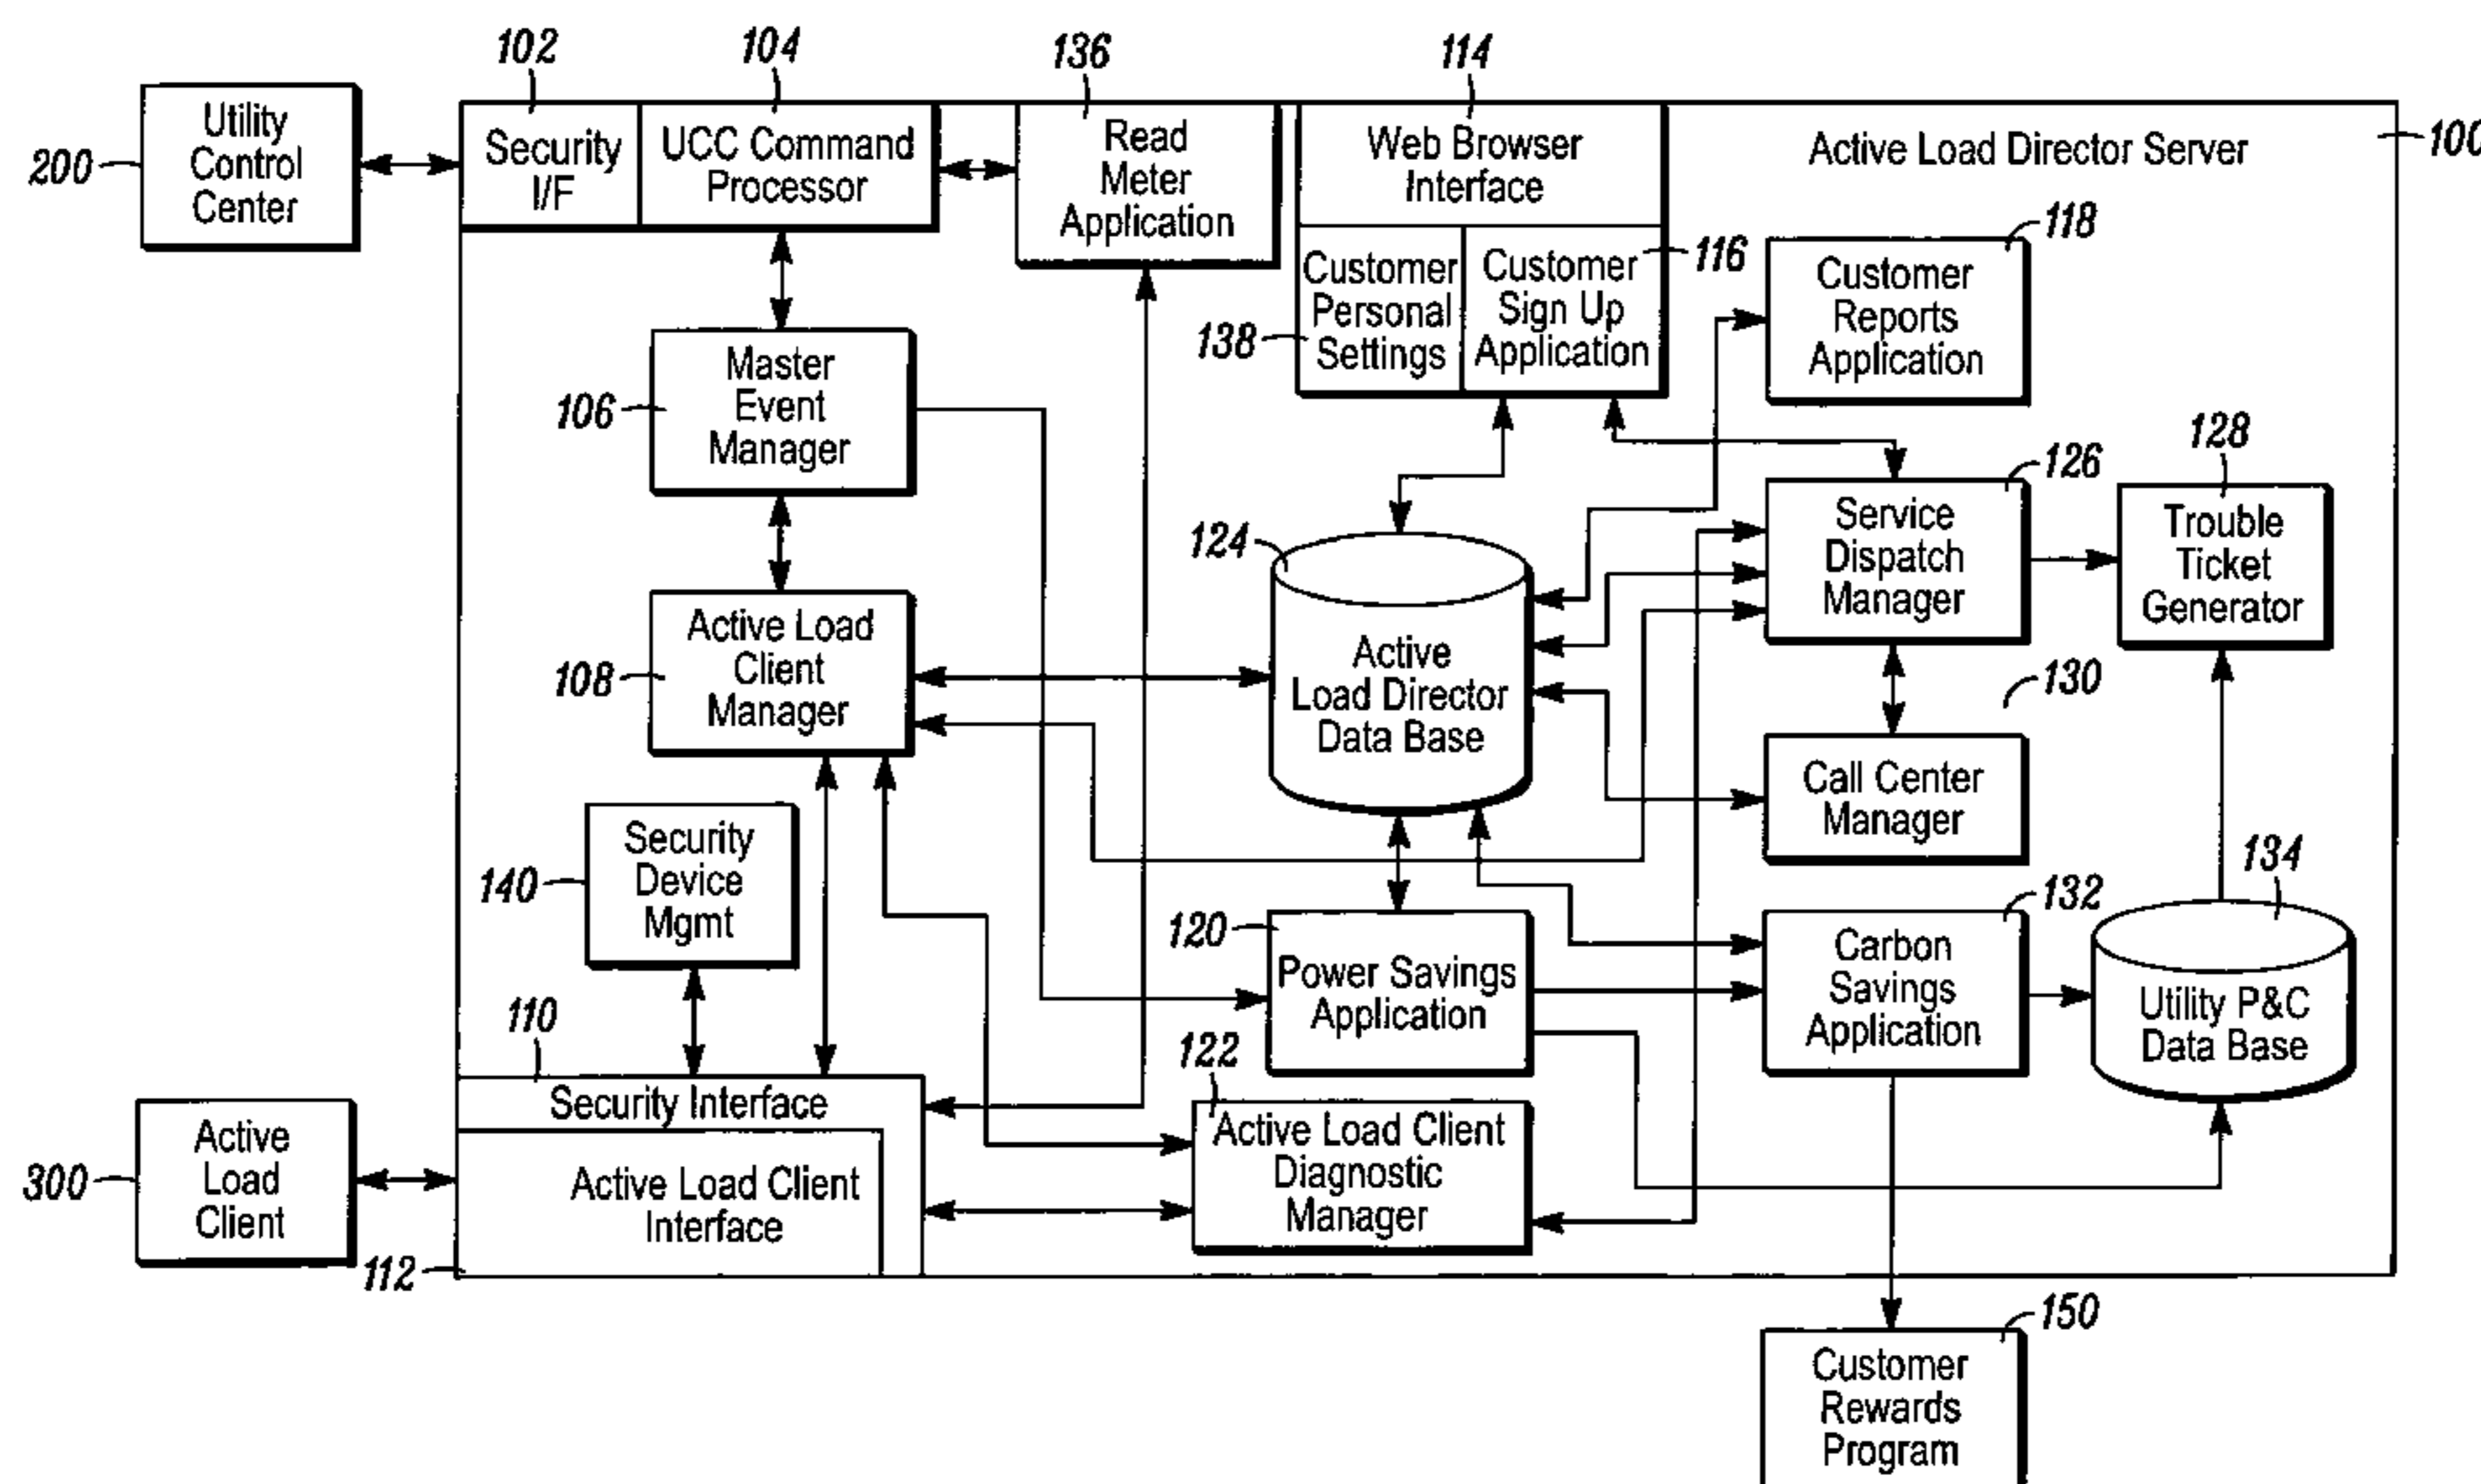 102
104
136
114
Utility
Control
Center
200
Security
I/F
UCC Command
Processor
Read
Meter
Application
Web Browser
Interface
Active Load Director Server
100
Customer
Personal
Settings
138
Customer
Sign Up
Application
116
118
Customer
Reports
Application
Master
Event
Manager
106
124
Active
Load Director
Data Base
126
Service
Dispatch
Manager
128
Trouble
Ticket
Generator
Active Load
Client
Manager
108
130
Call Center
Manager
Security
Device
Mgmt
140
120
Power Savings
Application
132
Carbon
Savings
Application
134
Utility P&C
Data Base
110
Security Interface
122
Active Load Client
Diagnostic
Manager
Active
Load
Client
300
Active Load Client
Interface
112
150
Customer
Rewards
Program